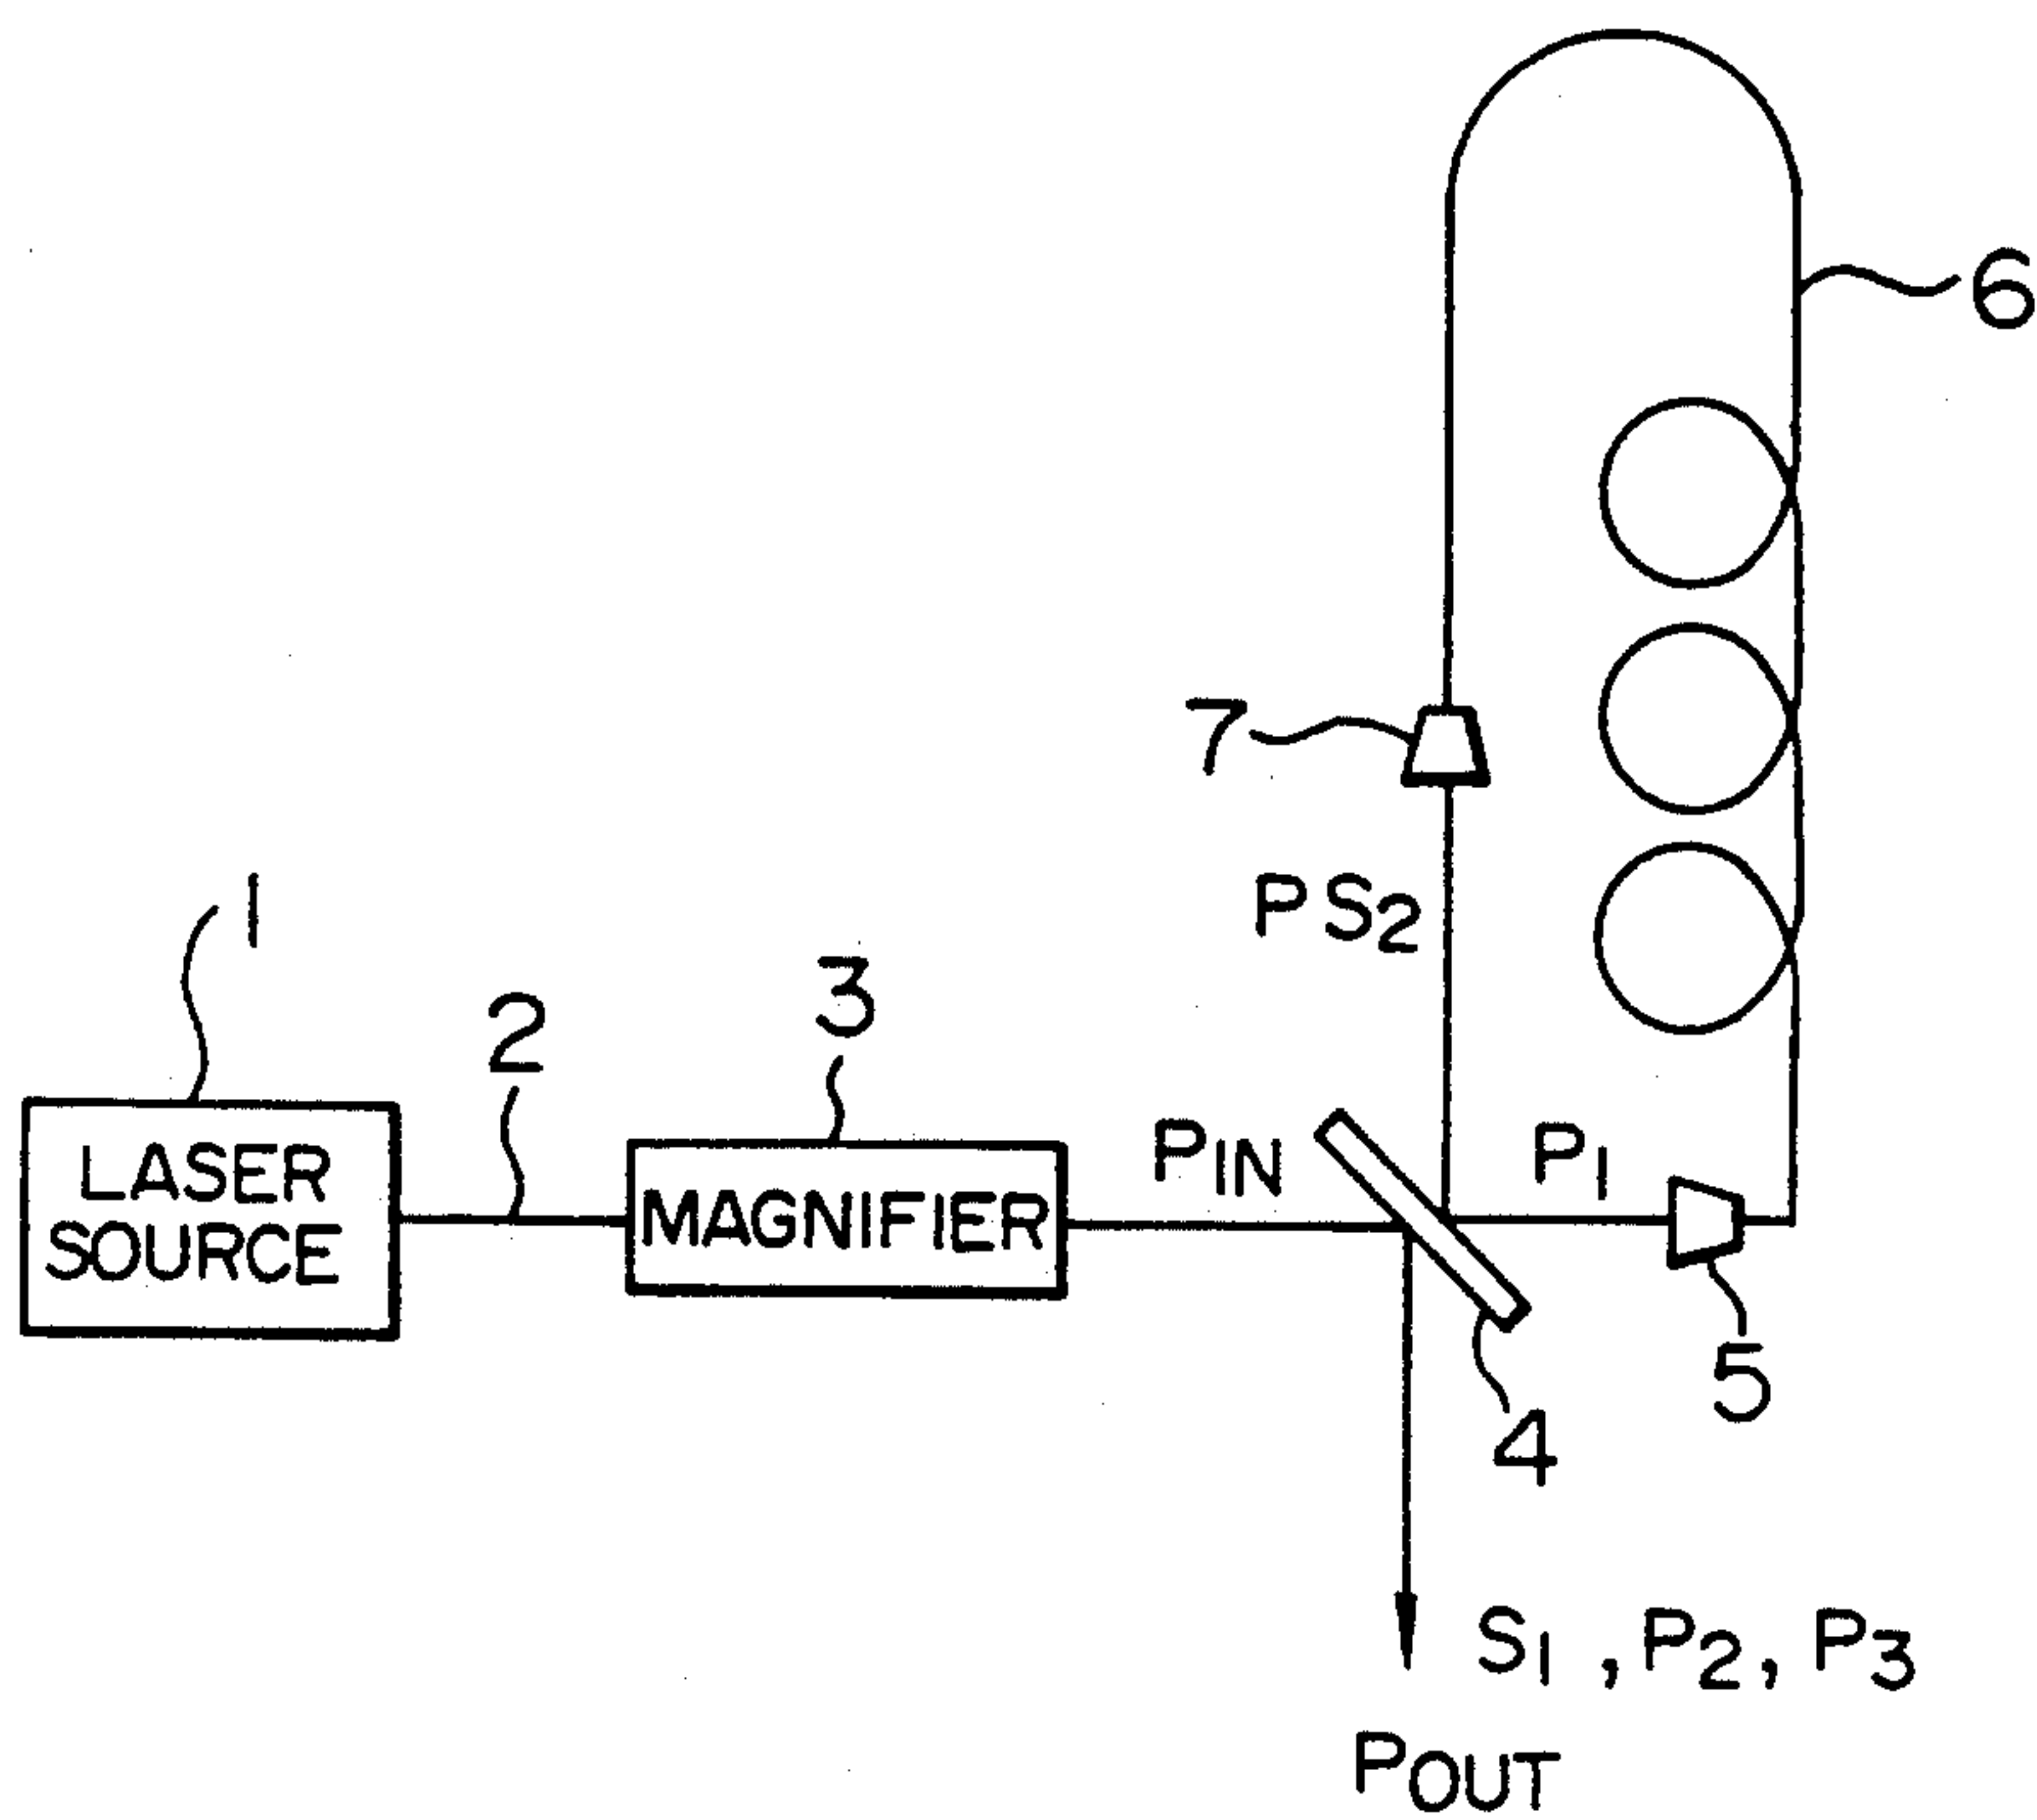 6
7
PS2
1
2
3
LASER
SOURCE
MAGNIFIER
PIN
P1
5
4
S1 , P2, P3
POUT